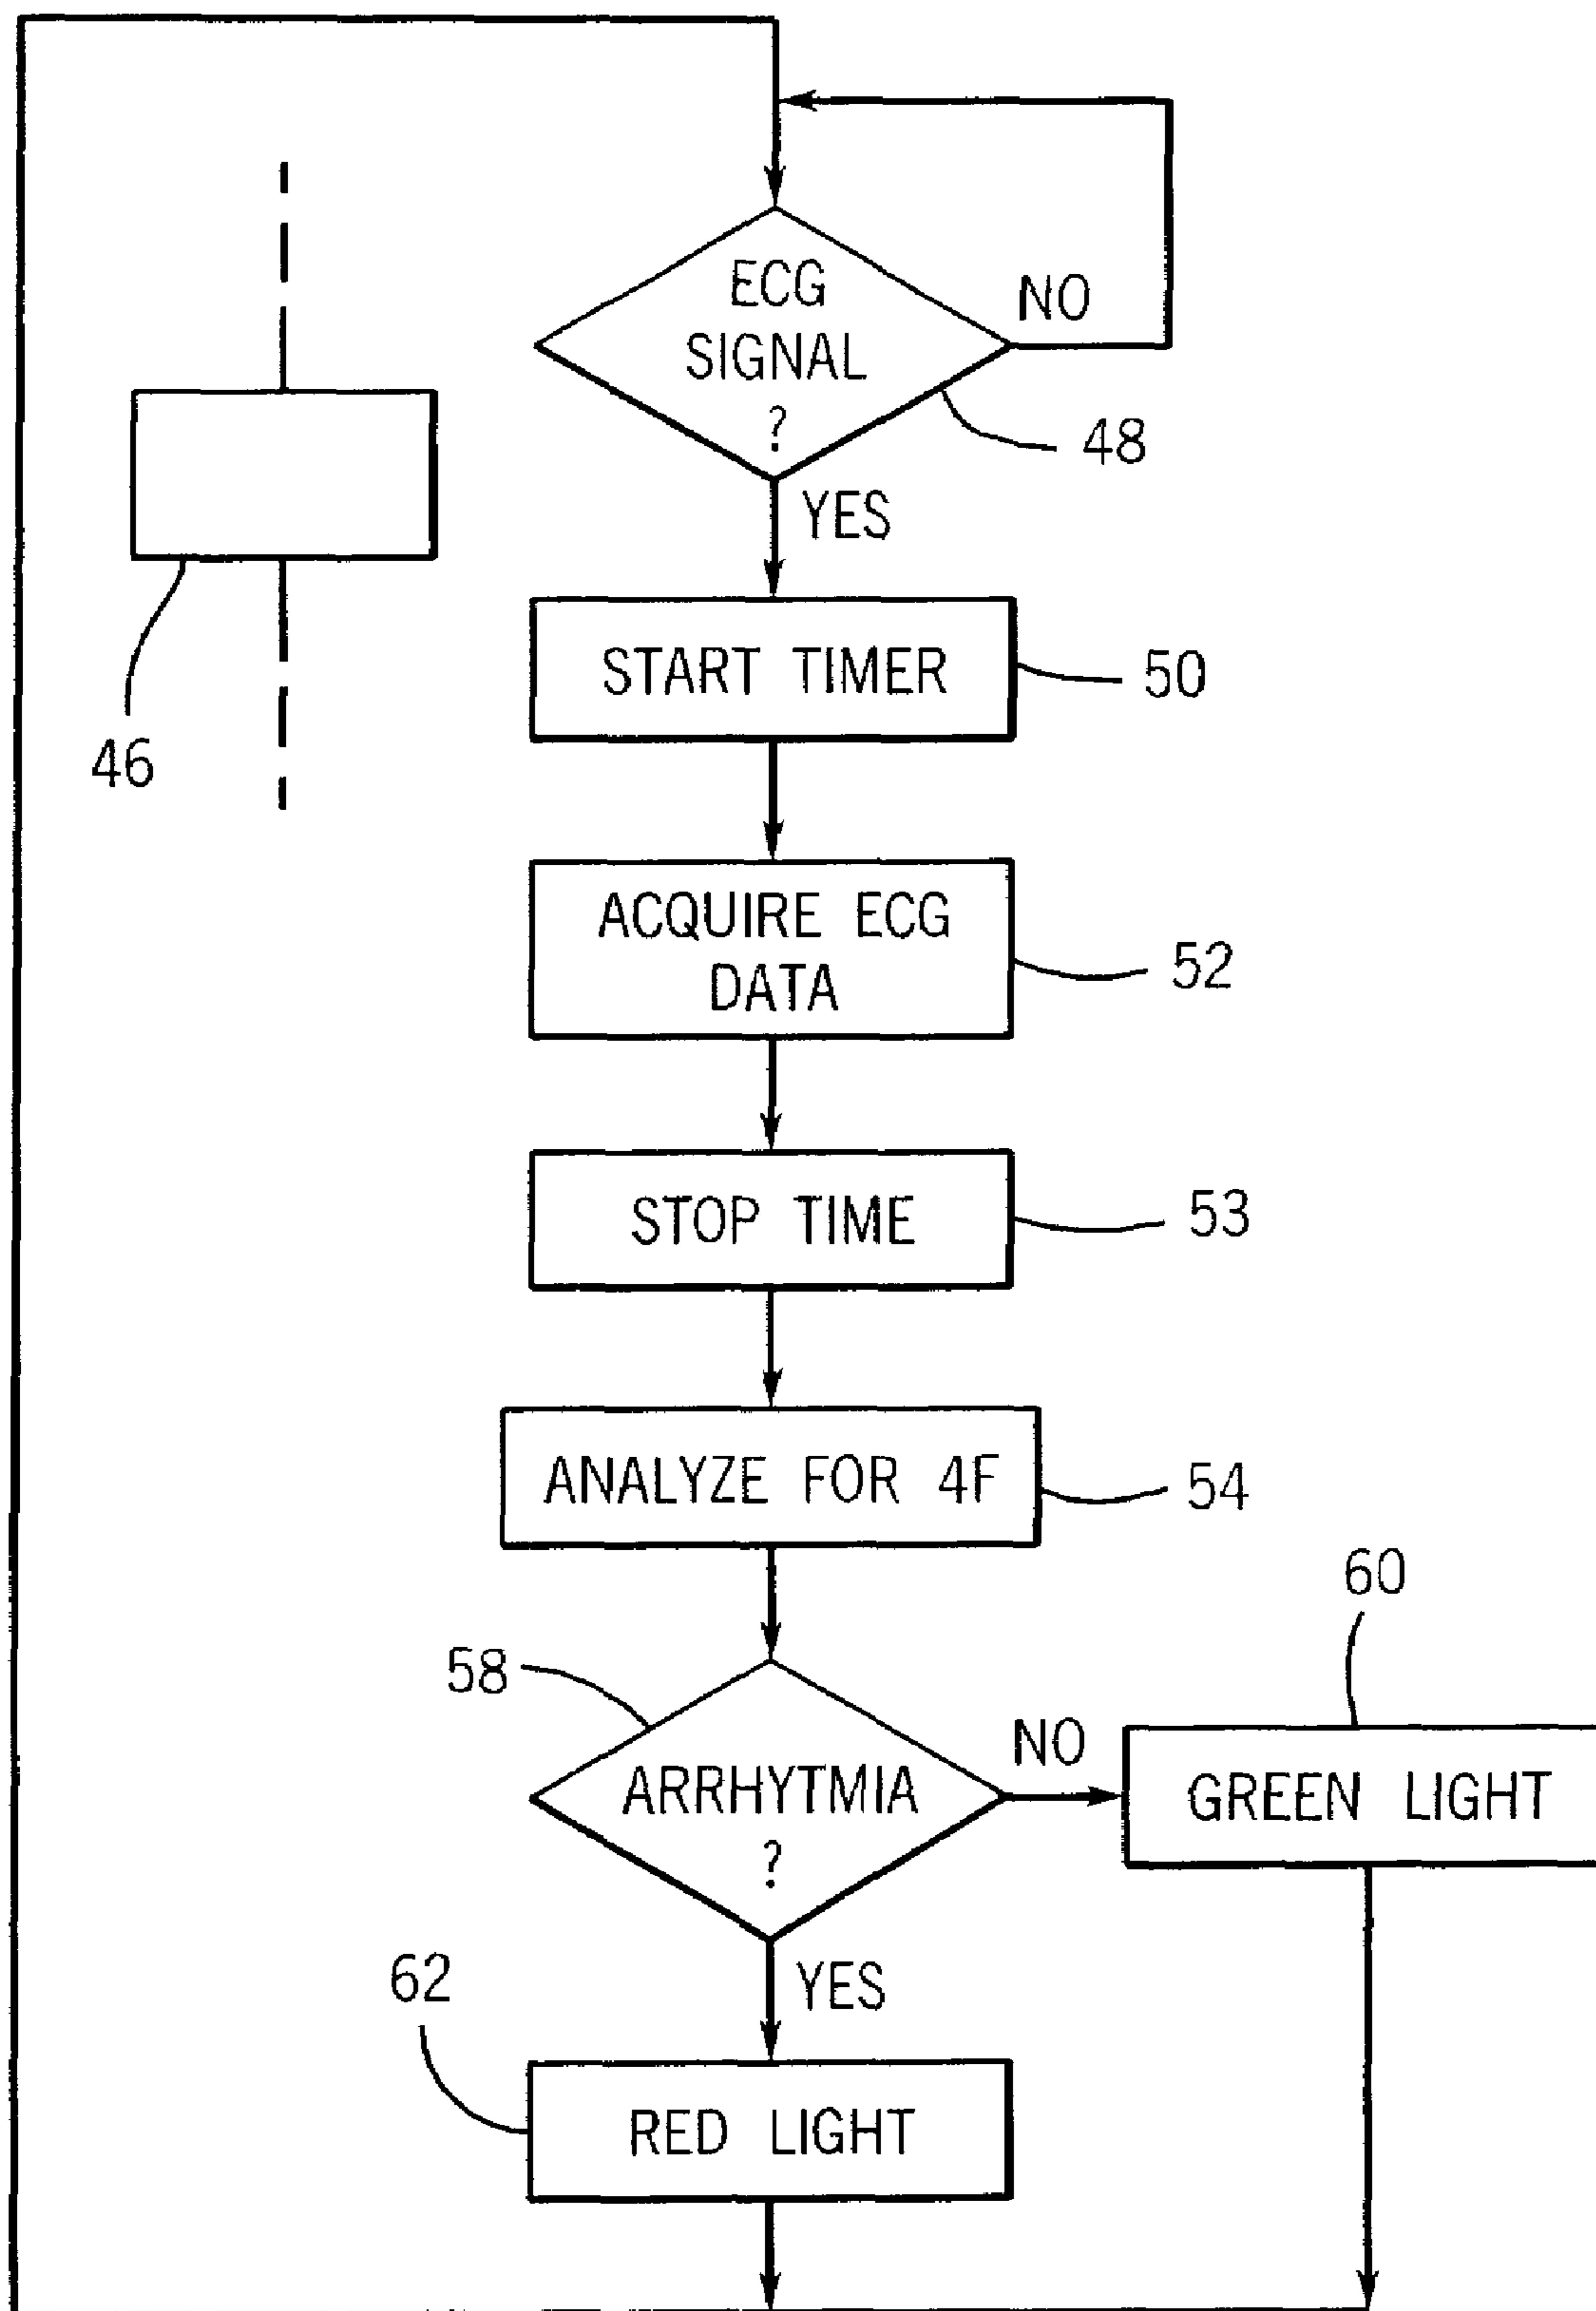 ECG
SIGNAL
?
NO
48
YES
46
START TIMER
50
ACQUIRE ECG
DATA
52
STOP TIME
53
ANALYZE FOR 4F
54
60
58
ARRHYTMIA
?
NO
GREEN LIGHT
62
YES
RED LIGHT